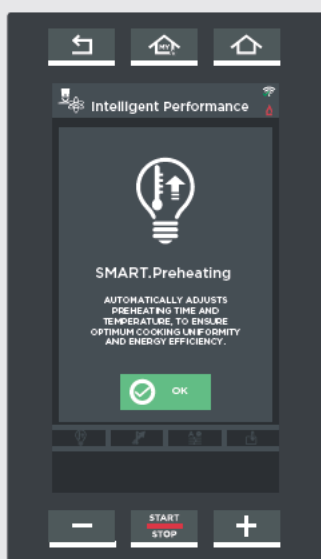 MY
Intelligent Performance
SMART.Preheating
AUTOMATICALLY ADJUSTS
PREHEATING TIME AND
TEMPERATURE, TO ENSURE
OPTIMUM COOKING UNIFORMITY
AND ENERGY EFFICIENCY.
OK
START
STOP